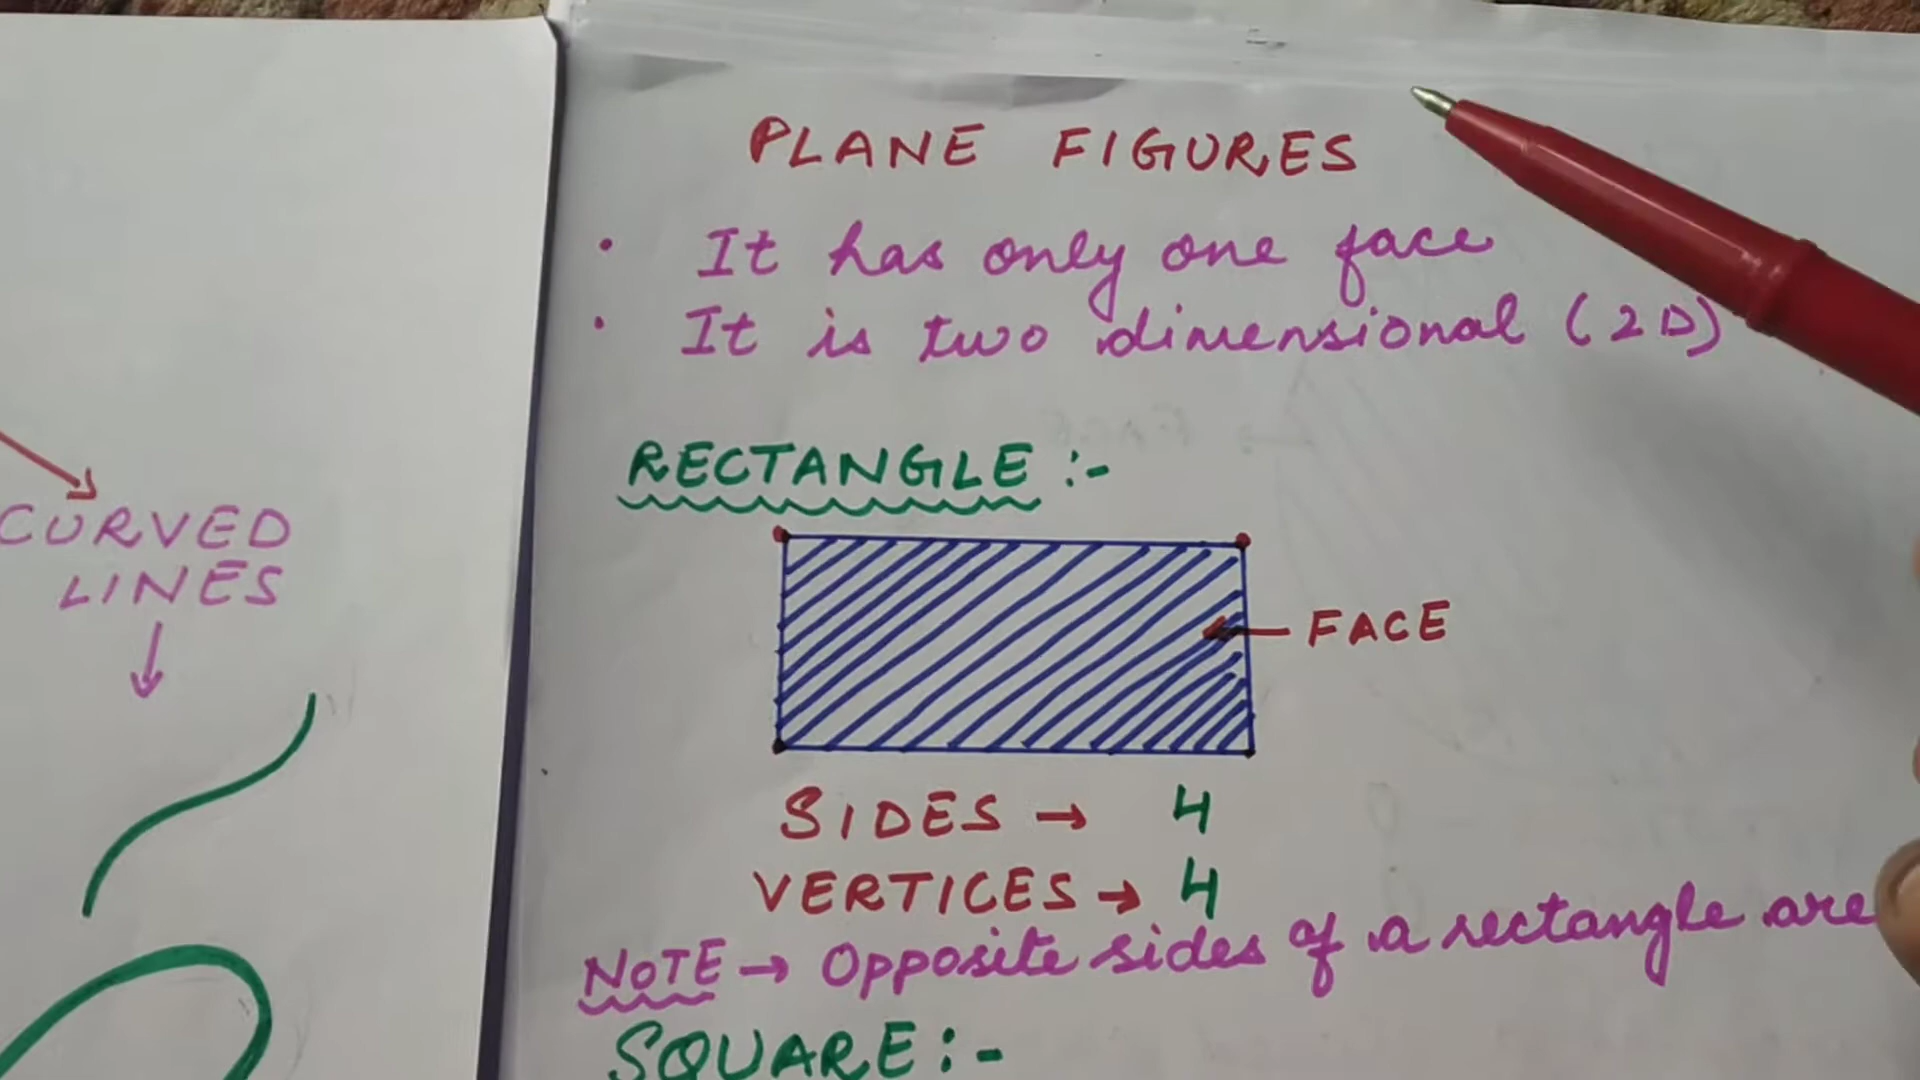 CURVED
LINES
PLANE FIGURES
• It has only one face
• It is two dimensional (2D)
RECTANGLE :-
FACE
SIDES → 4
VERTICES → 4
NOTE → Opposite sides of a rectangle are
SQUARE :-